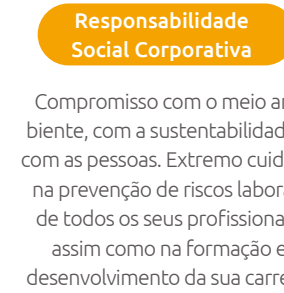 Responsabilidade
Social Corporativa
Compromisso com o meio
biente, com a sustentabilidad
com as pessoas. Extremo cuid
na prevenção de riscos labora
de todos os seus profissiona
assim como na formação e
desenvolvimento da sua carre